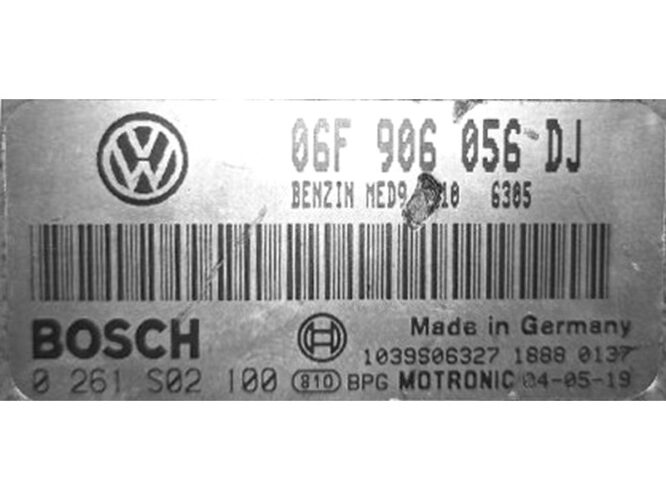 06F 906 056 DJ
BENZIN MED9 10 6305
BOSCH
Made in Germany
1039S06327 1888 0137
0 261 S02 100 810 BPG MOTRONIC 04-05-19